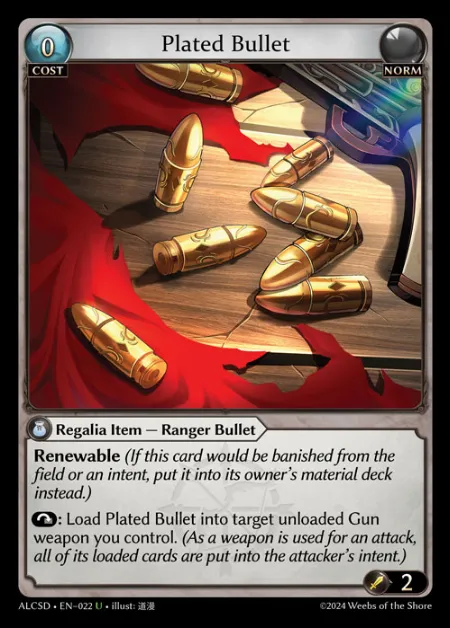 0
Plated Bullet
COST
NORM
Regalia Item — Ranger Bullet
Renewable (If this card would be banished from the
field or an intent, put it into its owner's material deck
instead.)
: Load Plated Bullet into target unloaded Gun
weapon you control. (As a weapon is used for an attack,
all of its loaded cards are put into the attacker's intent.)
2
ALCSD • EN–022 U • illust: 道漫
©2024 Weebs of the Shore